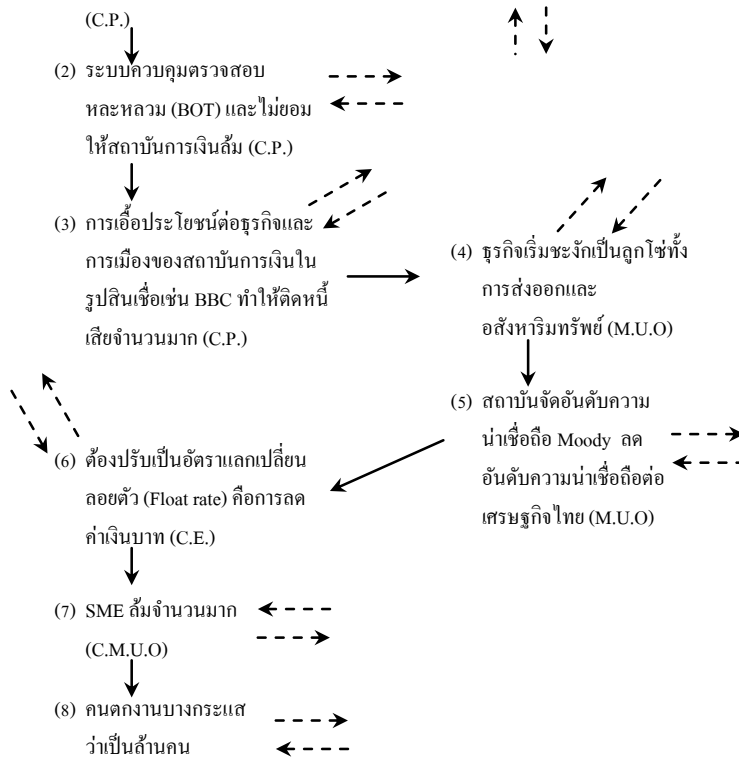 (C.P.)
(2) ระบบควบคุมตรวจสอบ
หละหลวม (BOT) และไม่ยอม
ให้สถาบันการเงินล้ม (C.P.)
(3) การเอื้อประโยชน์ต่อธุรกิจและ
การเมืองของสถาบันการเงินใน
รูปสินเชื่อเช่น BBC ทำให้ติดหนี้
เสียจำนวนมาก (C.P.)
(4) ธุรกิจเริ่มชะงักเป็นลูกโซ่ทั้ง
การส่งออกและ
อสังหาริมทรัพย์ (M.U.O)
(5) สถาบันจัดอันดับความ
น่าเชื่อถือ Moody ลด
อันดับความน่าเชื่อถือต่อ
เศรษฐกิจไทย (M.U.O)
(6) ต้องปรับเป็นอัตราแลกเปลี่ยน
ลอยตัว (Float rate) คือการลด
ค่าเงินบาท (C.E.)
(7) SME ล้มจำนวนมาก
(C.M.U.O)
(8) คนตกงานบางกระแส
ว่าเป็นล้านคน